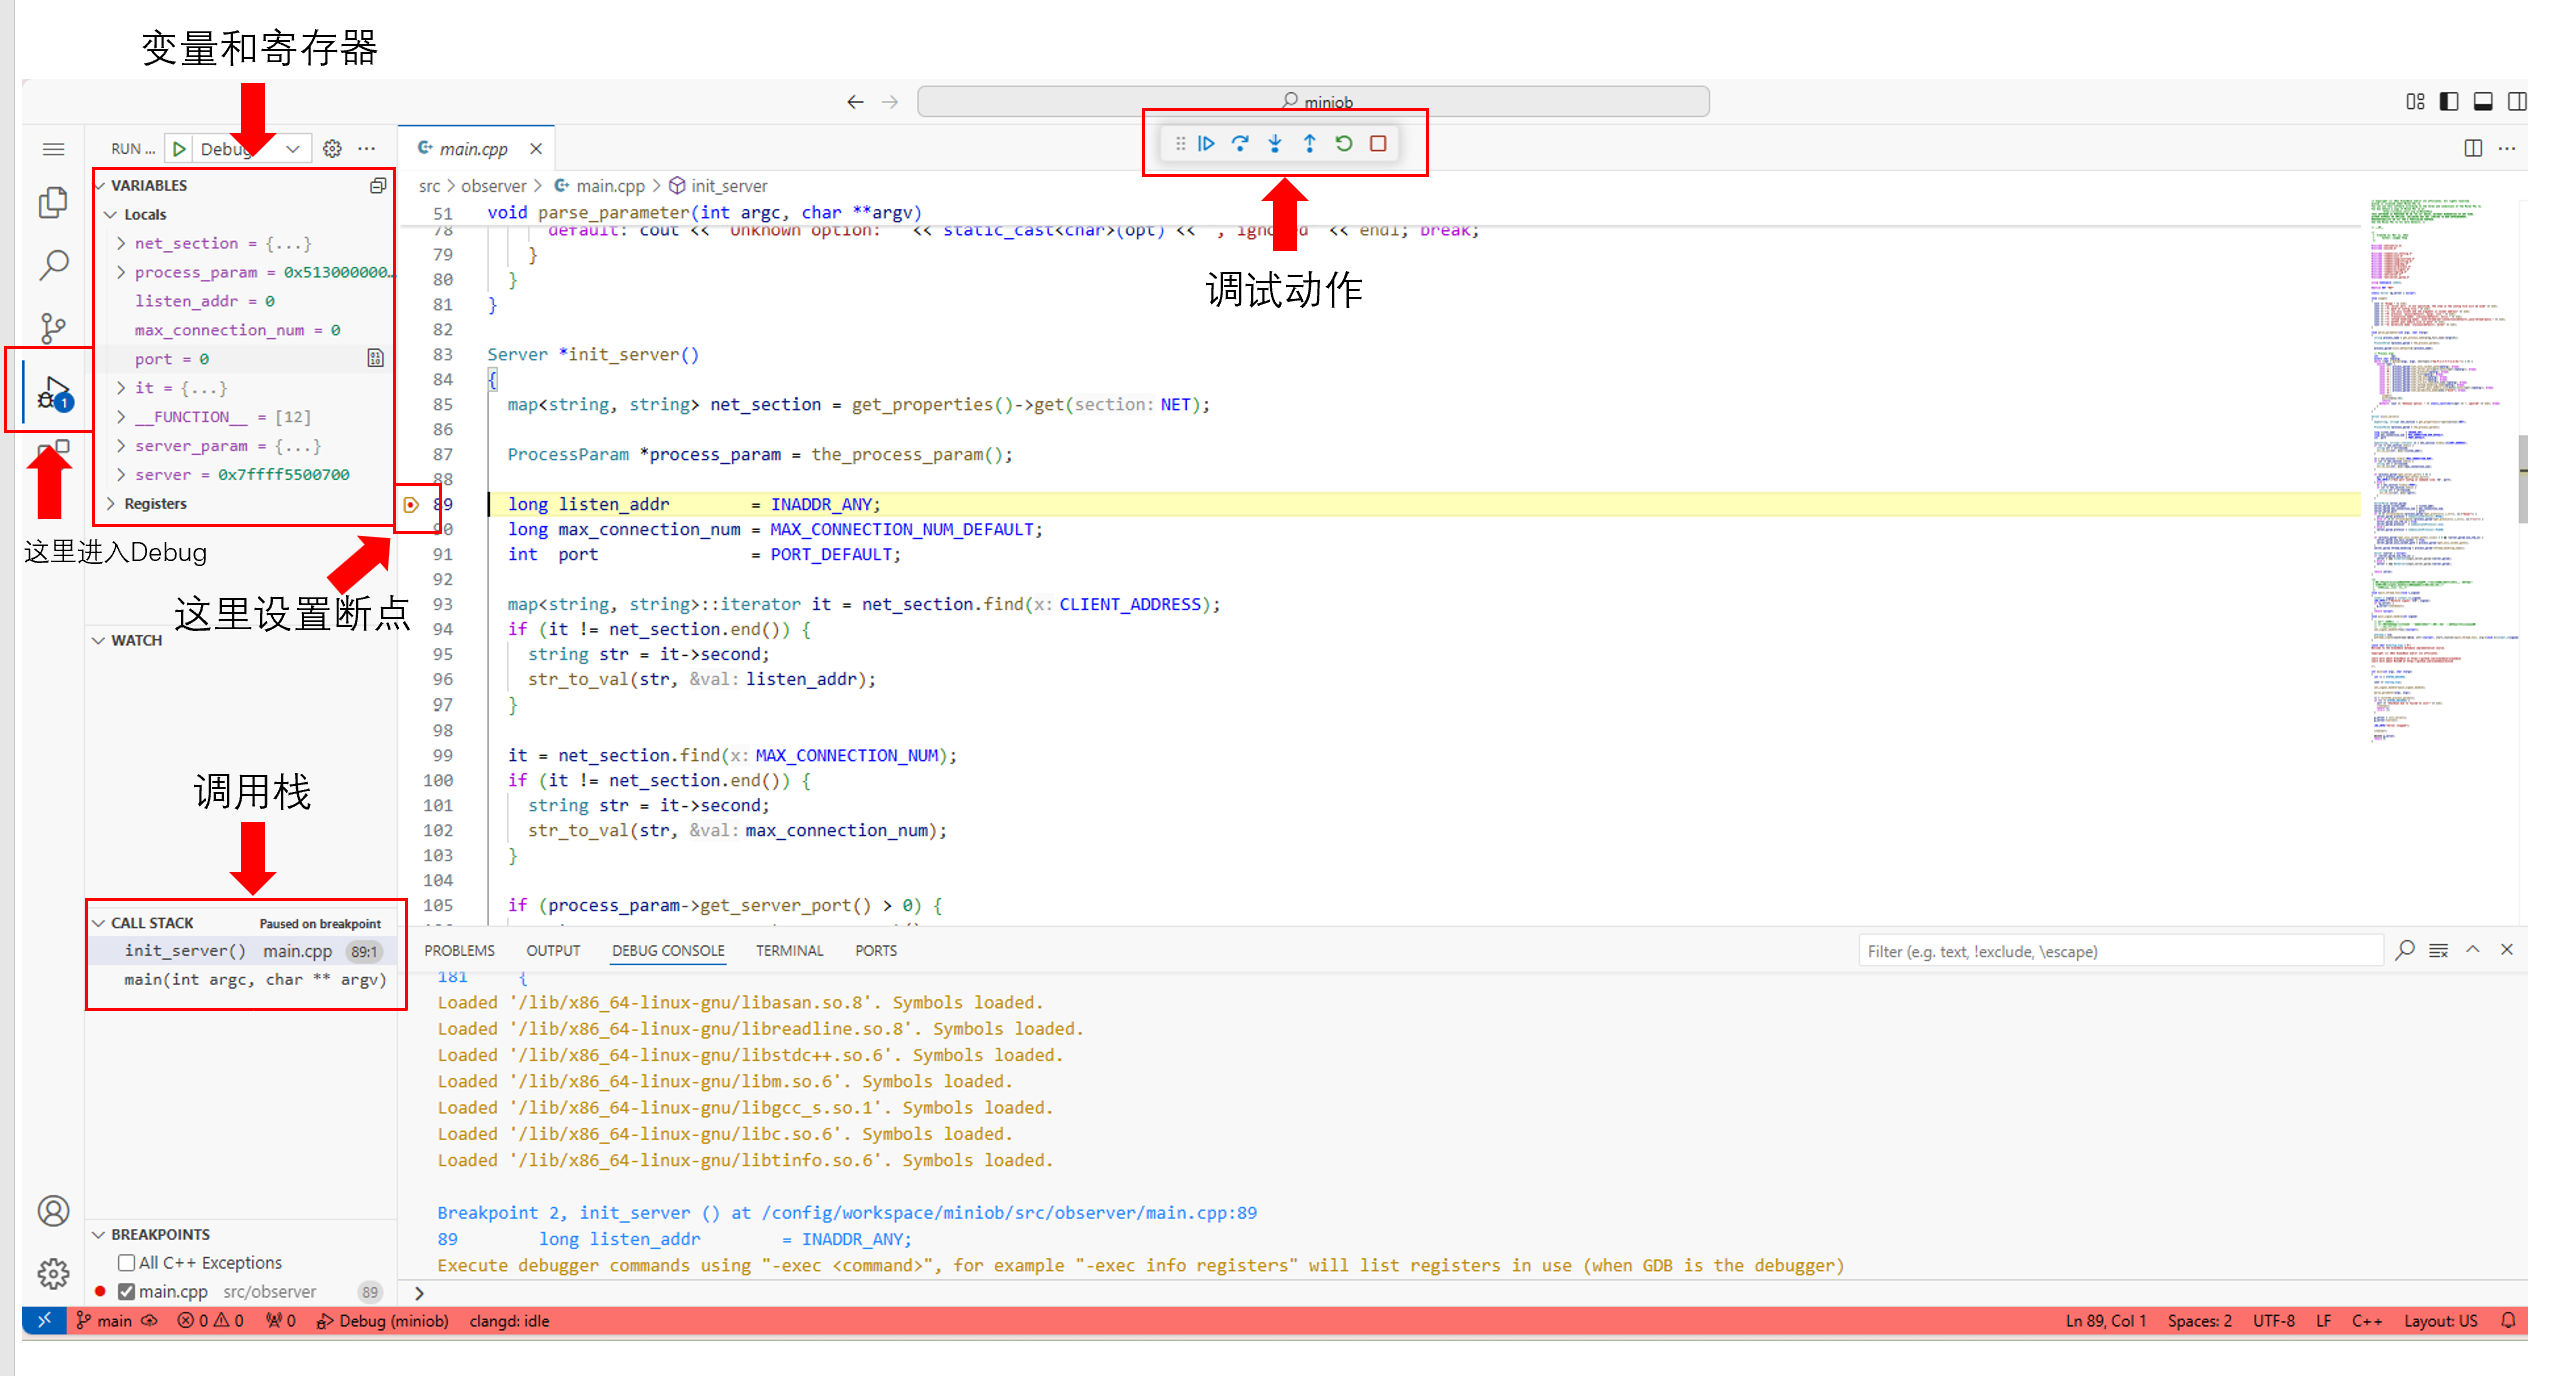 变量和寄存器
miniob
RUN ...
Debug
main.cpp
VARIABLES
Locals
net_section = {...}
process_param = 0x513000000...
listen_addr = 0
max_connection_num = 0
port = 0
it = {...}
__FUNCTION__ = [12]
server_param = {...}
server = 0x7ffff5500700
Registers
这里进入Debug
这里设置断点
WATCH
调用栈
CALL STACK Paused on breakpoint
init_server() main.cpp 89:1
main(int argc, char ** argv)
BREAKPOINTS
All C++ Exceptions
main.cpp src/observer 89
调试动作
src > observer > main.cpp > init_server
51 void parse_parameter(int argc, char **argv)
78 default: cout << "Unknown option: " << static_cast<char>(opt) << ", ignored" << endl; break;
79 }
80 }
81 }
82
83 Server *init_server()
84 {
85 map<string, string> net_section = get_properties()->get(section: NET);
86
87 ProcessParam *process_param = the_process_param();
88
89 long listen_addr = INADDR_ANY;
90 long max_connection_num = MAX_CONNECTION_NUM_DEFAULT;
91 int port = PORT_DEFAULT;
92
93 map<string, string>::iterator it = net_section.find(x: CLIENT_ADDRESS);
94 if (it != net_section.end()) {
95 string str = it->second;
96 str_to_val(str, &val: listen_addr);
97 }
98
99 it = net_section.find(x: MAX_CONNECTION_NUM);
100 if (it != net_section.end()) {
101 string str = it->second;
102 str_to_val(str, &val: max_connection_num);
103 }
104
105 if (process_param->get_server_port() > 0) {
PROBLEMS OUTPUT DEBUG CONSOLE TERMINAL PORTS
Filter (e.g. text, !exclude, \escape)
181 {
Loaded '/lib/x86_64-linux-gnu/libasan.so.8'. Symbols loaded.
Loaded '/lib/x86_64-linux-gnu/libreadline.so.8'. Symbols loaded.
Loaded '/lib/x86_64-linux-gnu/libstdc++.so.6'. Symbols loaded.
Loaded '/lib/x86_64-linux-gnu/libm.so.6'. Symbols loaded.
Loaded '/lib/x86_64-linux-gnu/libgcc_s.so.1'. Symbols loaded.
Loaded '/lib/x86_64-linux-gnu/libc.so.6'. Symbols loaded.
Loaded '/lib/x86_64-linux-gnu/libtinfo.so.6'. Symbols loaded.
Breakpoint 2, init_server () at /config/workspace/miniob/src/observer/main.cpp:89
89 long listen_addr = INADDR_ANY;
Execute debugger commands using "-exec <command>", for example "-exec info registers" will list registers in use (when GDB is the debugger)
main 0 0 0 Debug (miniob) clangd: idle
Ln 89, Col 1 Spaces: 2 UTF-8 LF C++ Layout: US